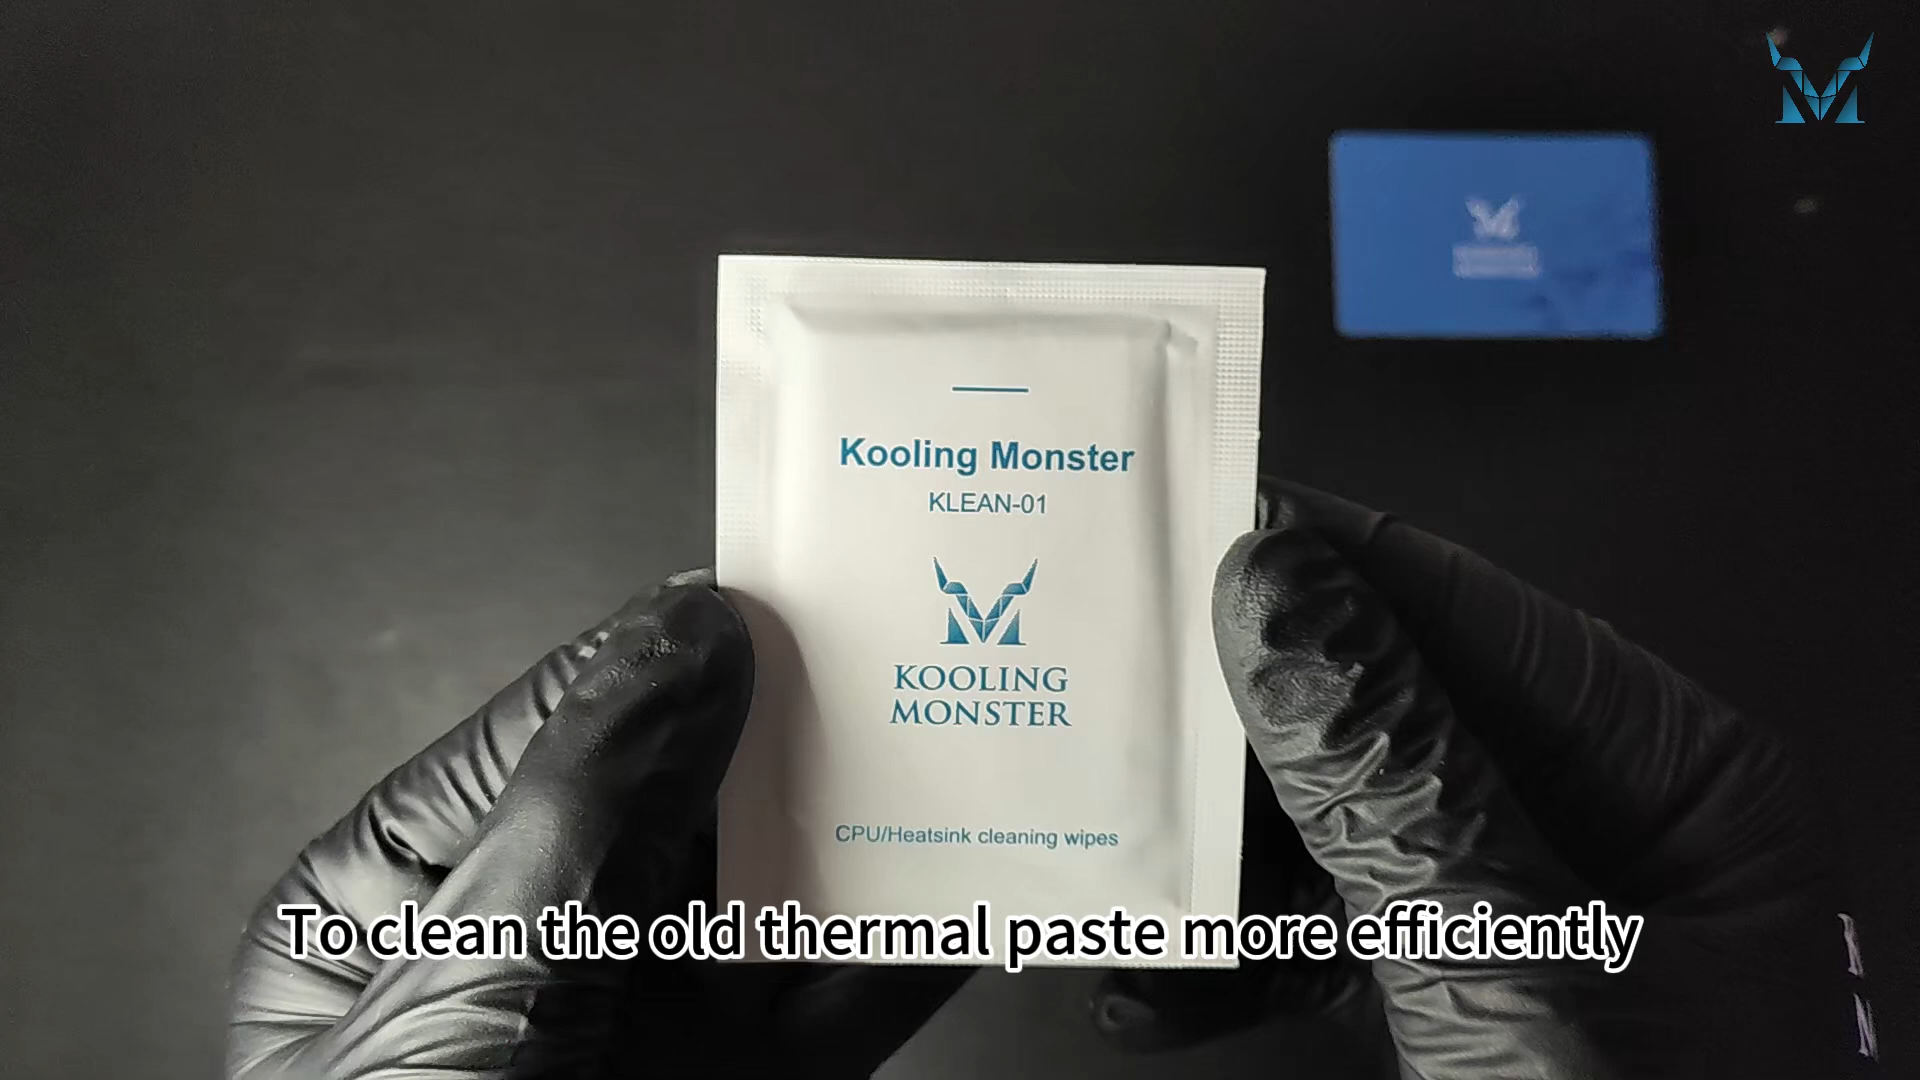 Kooling Monster
KLEAN-01
KOOLING
MONSTER
CPU/Heatsink cleaning wipes
To clean the old thermal paste more efficiently